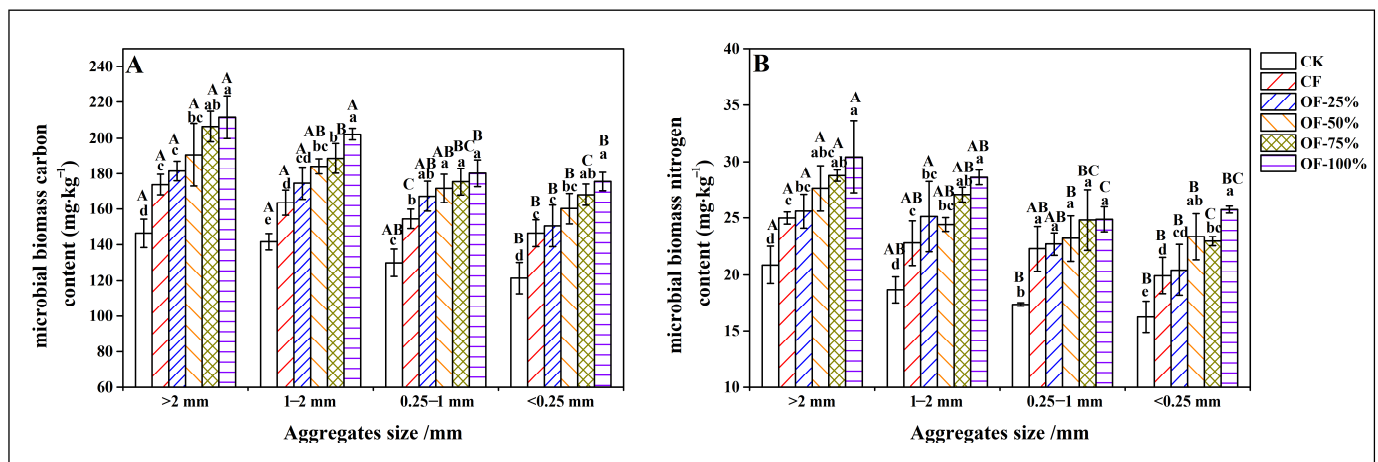 A
microbial biomass carbon
content (mg·kg⁻¹)
240
220
200
180
160
140
120
100
80
60
A
d
A
c
A
c
A
bc
A
ab
A
a
A
e
A
d
A
cd
AB
bc
B
b
A
a
AB
c
C
b
AB
ab
AB
a
BC
a
B
a
B
d
B
c
B
c
B
bc
C
ab
B
a
>2 mm
1–2 mm
0.25–1 mm
<0.25 mm
Aggregates size /mm
B
microbial biomass nitrogen
content (mg·kg⁻¹)
40
35
30
25
20
15
10
A
d
A
c
A
bc
A
abc
A
ab
A
a
AB
d
AB
c
A
bc
AB
bc
AB
ab
AB
a
B
b
AB
a
AB
a
B
a
BC
a
C
a
B
e
B
d
B
cd
B
ab
C
bc
BC
a
>2 mm
1–2 mm
0.25–1 mm
<0.25 mm
Aggregates size /mm
CK
CF
OF-25%
OF-50%
OF-75%
OF-100%